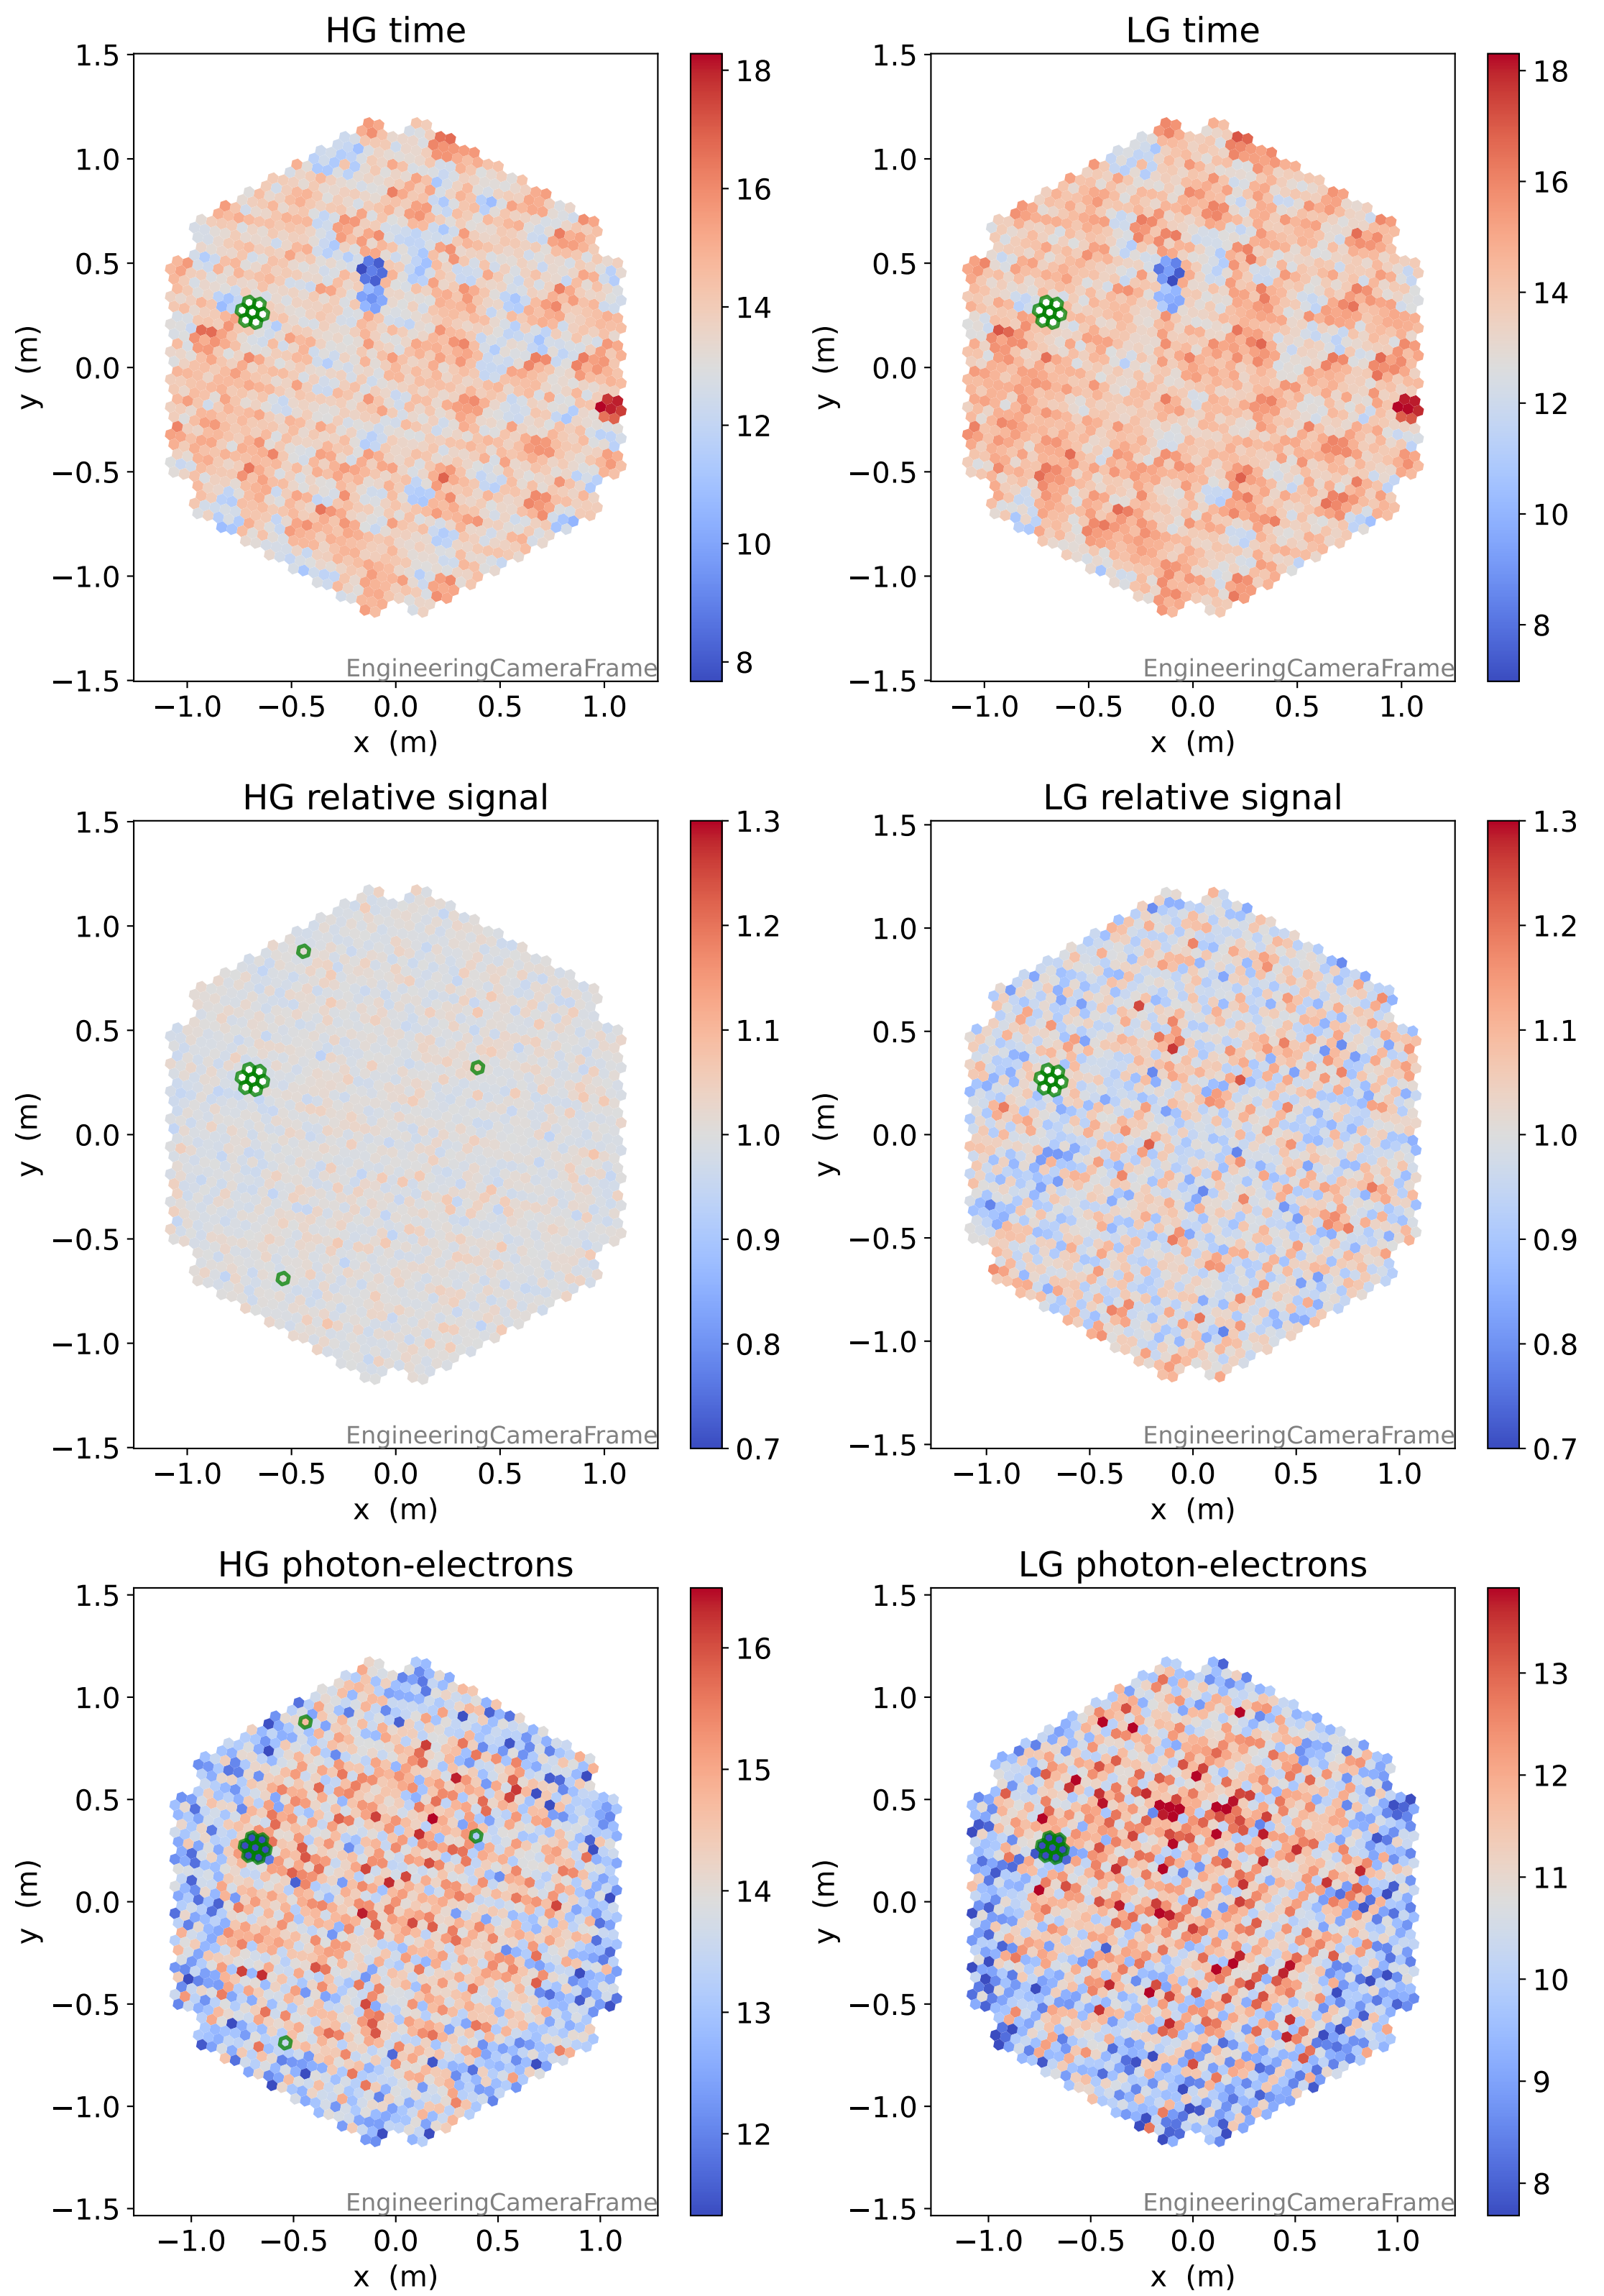 HG time
1.5
1.0
0.5
0.0
−0.5
−1.0
−1.5
y (m)
−1.0 −0.5 0.0 0.5 1.0
x (m)
EngineeringCameraFrame
18
16
14
12
10
8
LG time
1.5
1.0
0.5
0.0
−0.5
−1.0
−1.5
y (m)
−1.0 −0.5 0.0 0.5 1.0
x (m)
EngineeringCameraFrame
18
16
14
12
10
8
HG relative signal
1.5
1.0
0.5
0.0
−0.5
−1.0
−1.5
y (m)
−1.0 −0.5 0.0 0.5 1.0
x (m)
EngineeringCameraFrame
1.3
1.2
1.1
1.0
0.9
0.8
0.7
LG relative signal
1.5
1.0
0.5
0.0
−0.5
−1.0
−1.5
y (m)
−1.0 −0.5 0.0 0.5 1.0
x (m)
EngineeringCameraFrame
1.3
1.2
1.1
1.0
0.9
0.8
0.7
HG photon-electrons
1.5
1.0
0.5
0.0
−0.5
−1.0
−1.5
y (m)
−1.0 −0.5 0.0 0.5 1.0
x (m)
EngineeringCameraFrame
16
15
14
13
12
LG photon-electrons
1.5
1.0
0.5
0.0
−0.5
−1.0
−1.5
y (m)
−1.0 −0.5 0.0 0.5 1.0
x (m)
EngineeringCameraFrame
13
12
11
10
9
8